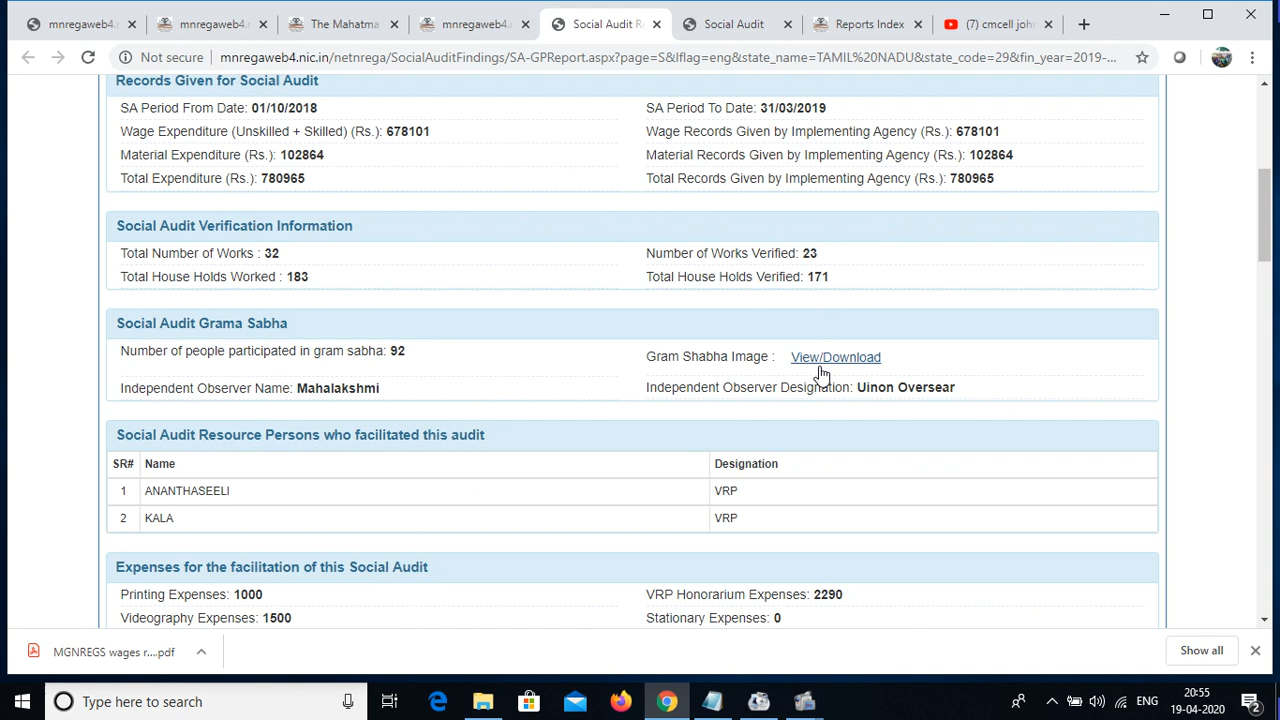 mnregaweb4.r
mnregaweb4.
The Mahatm
mnregaweb4.
Social Audit R
Social Audit
Reports Index
(7) cmcell joh
Not secure
mnregaweb4.nic.in/netnrega/SocialAuditFindings/SA-GPReport.aspx?page=S&lflag=eng&state_name=TAMIL%20NADU&state_code=29&fin_year=2019-...
Records Given for Social Audit
SA Period From Date: 01/10/2018
SA Period To Date: 31/03/2019
Wage Expenditure (Unskilled + Skilled) (Rs.): 678101
Wage Records Given by Implementing Agency (Rs.): 678101
Material Expenditure (Rs.): 102864
Material Records Given by Implementing Agency (Rs.): 102864
Total Expenditure (Rs.): 780965
Total Records Given by Implementing Agency (Rs.): 780965
Social Audit Verification Information
Total Number of Works : 32
Number of Works Verified: 23
Total House Holds Worked : 183
Total House Holds Verified: 171
Social Audit Grama Sabha
Number of people participated in gram sabha: 92
Gram Shabha Image : View/Download
Independent Observer Name: Mahalakshmi
Independent Observer Designation: Uinon Oversear
Social Audit Resource Persons who facilitated this audit
SR# Name Designation
1 ANANTHASEELI VRP
2 KALA VRP
Expenses for the facilitation of this Social Audit
Printing Expenses: 1000
VRP Honorarium Expenses: 2290
Videography Expenses: 1500
Stationary Expenses: 0
MGNREGS wages r....pdf
Show all
Type here to search
ENG
20:55
19-04-2020
2